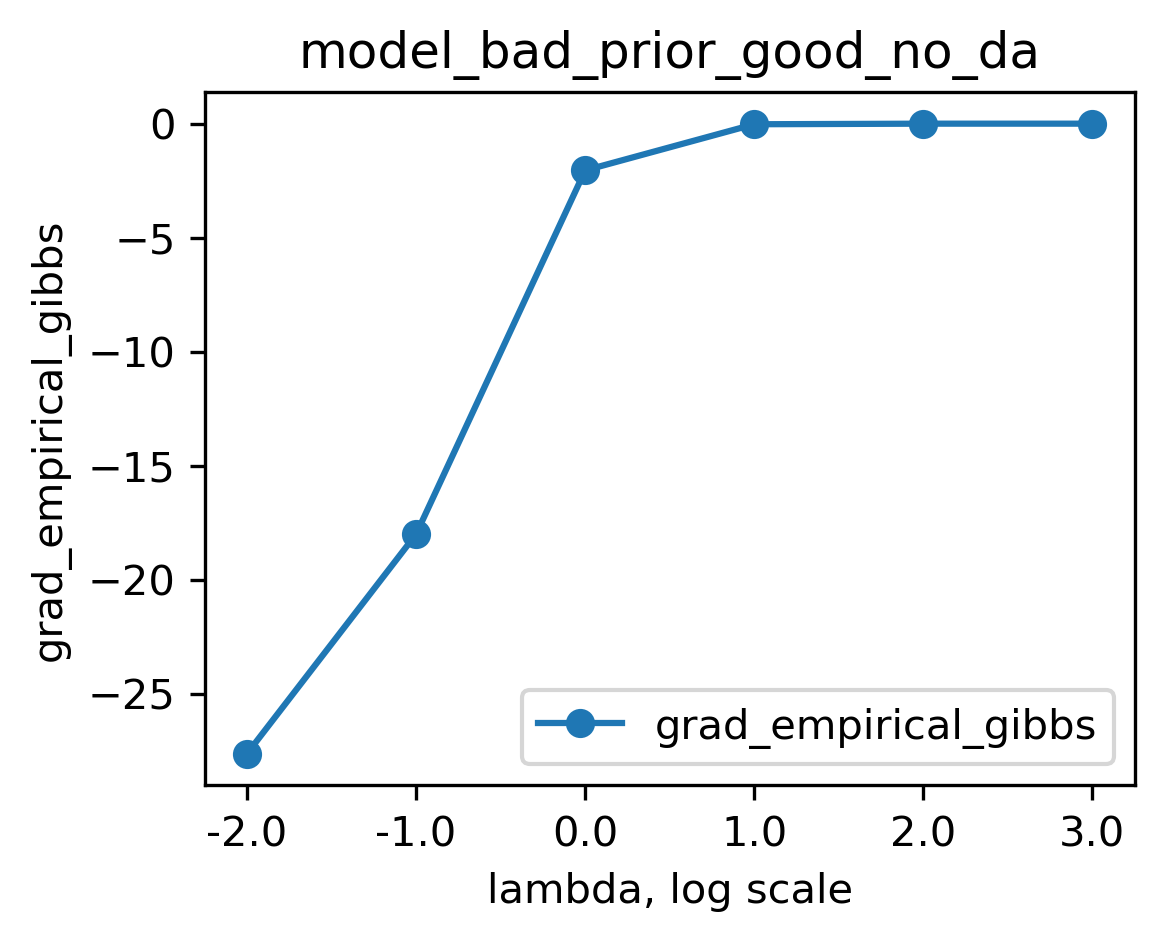 model_bad_prior_good_no_da
grad_empirical_gibbs
0
−5
−10
−15
−20
−25
grad_empirical_gibbs
-2.0 -1.0 0.0 1.0 2.0 3.0
lambda, log scale